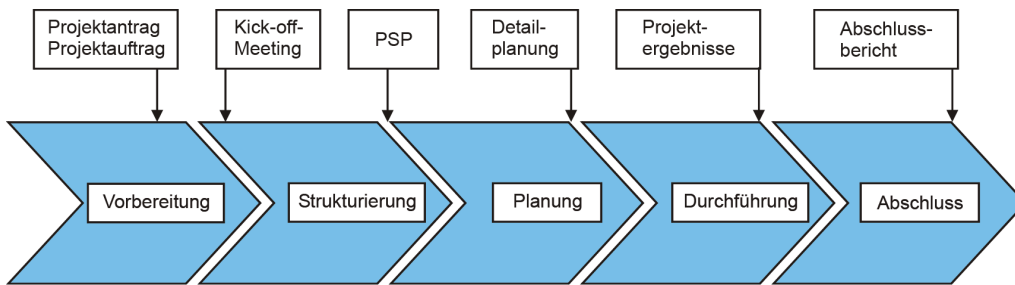 Projektantrag
Projektauftrag
Kick-off-
Meeting
PSP
Detail-
planung
Projekt-
ergebnisse
Abschluss-
bericht
Vorbereitung
Strukturierung
Planung
Durchführung
Abschluss